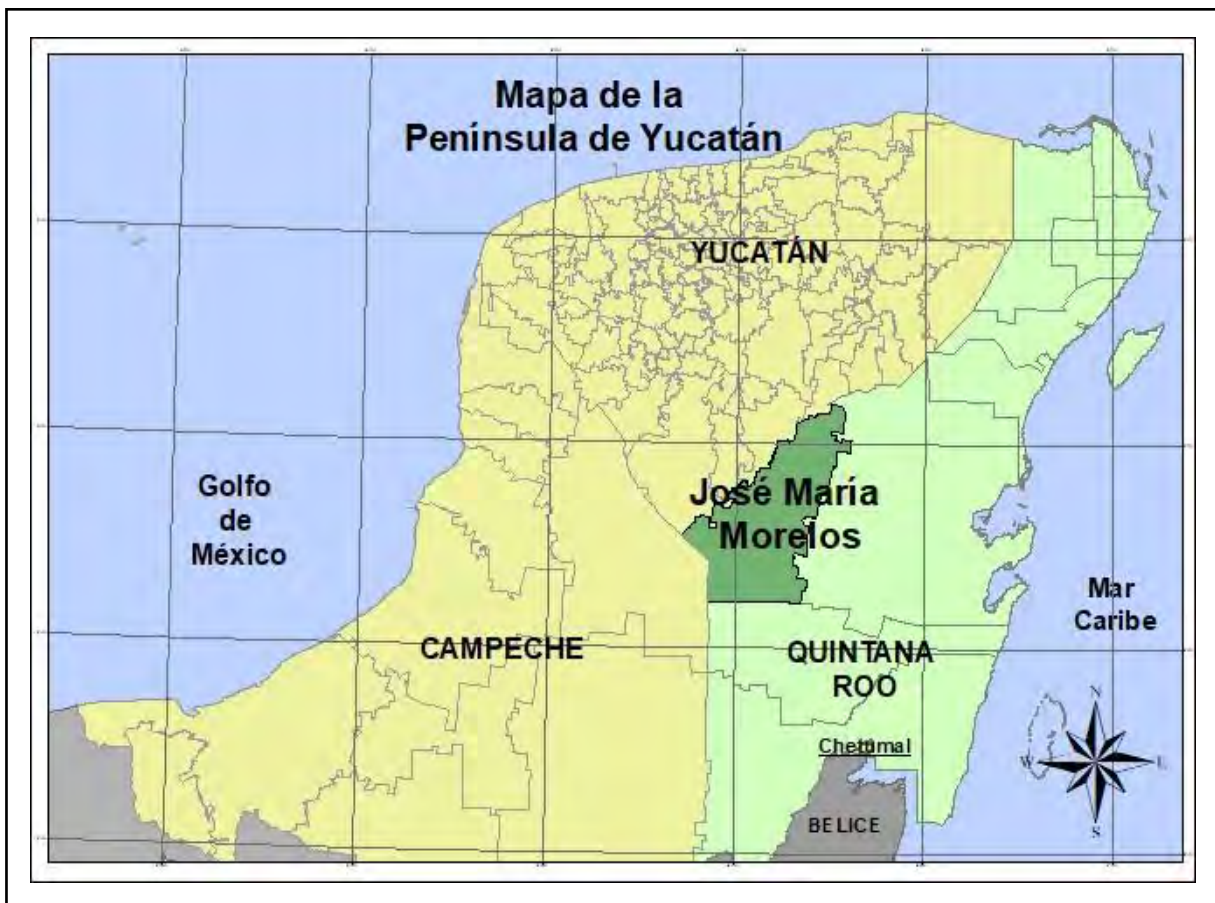 Mapa de la
Península de Yucatán
YUCATÁN
José María
Morelos
Golfo
de
México
Mar
Caribe
CAMPECHE
QUINTANA
ROO
Chetumal
BELICE
N
W
E
S